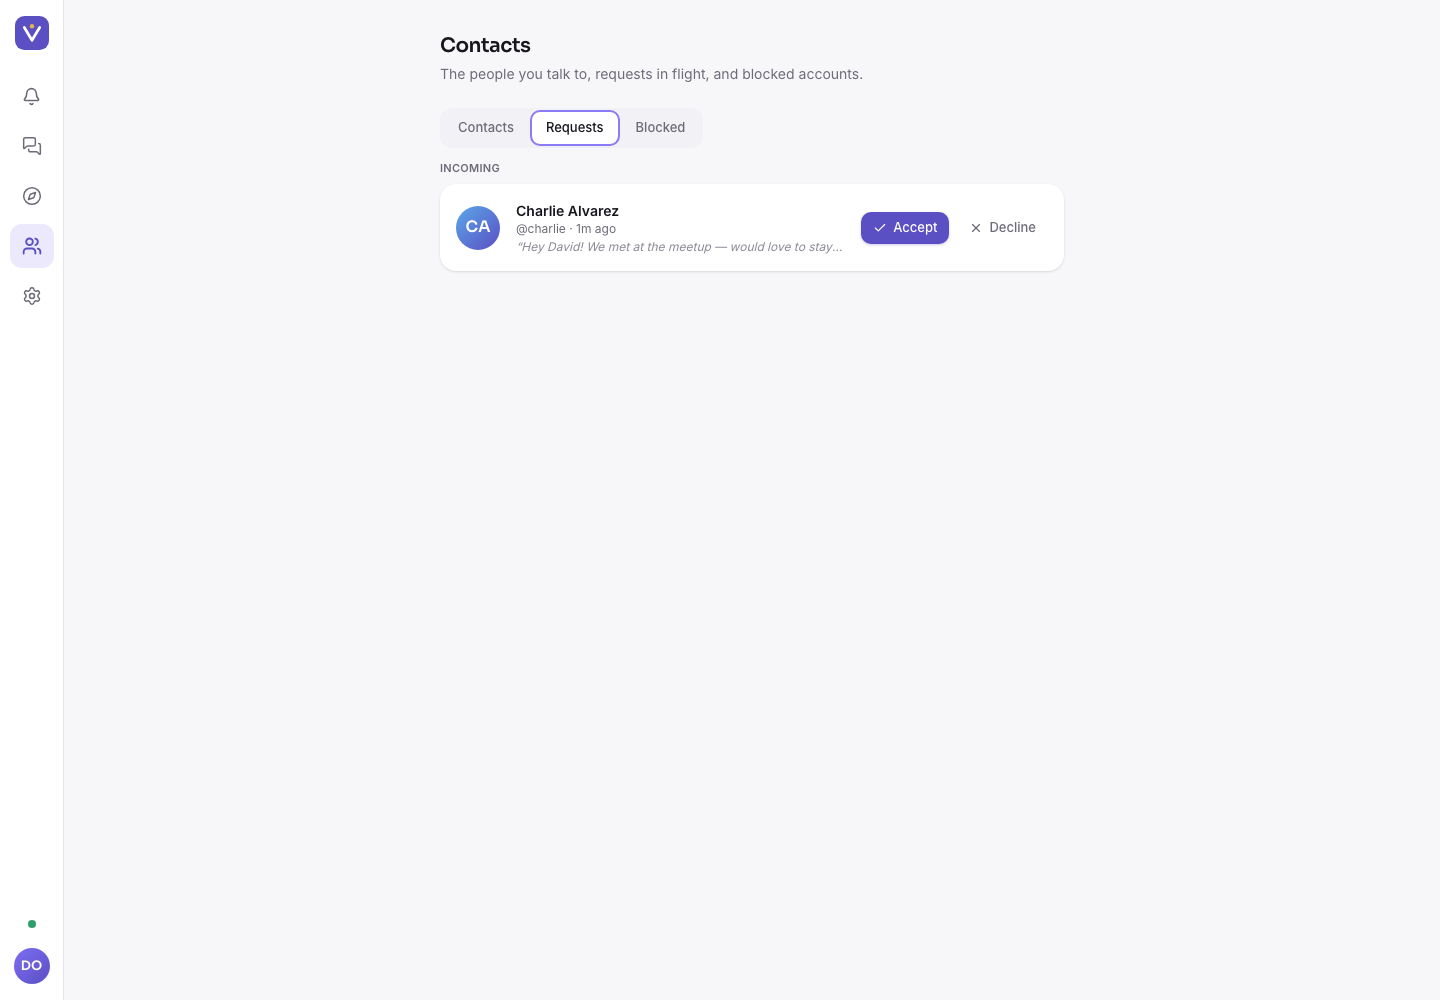 Contacts
The people you talk to, requests in flight, and blocked accounts.
Contacts
Requests
Blocked
INCOMING
CA
Charlie Alvarez
@charlie · 1m ago
“Hey David! We met at the meetup — would love to stay…
Accept
Decline
DO